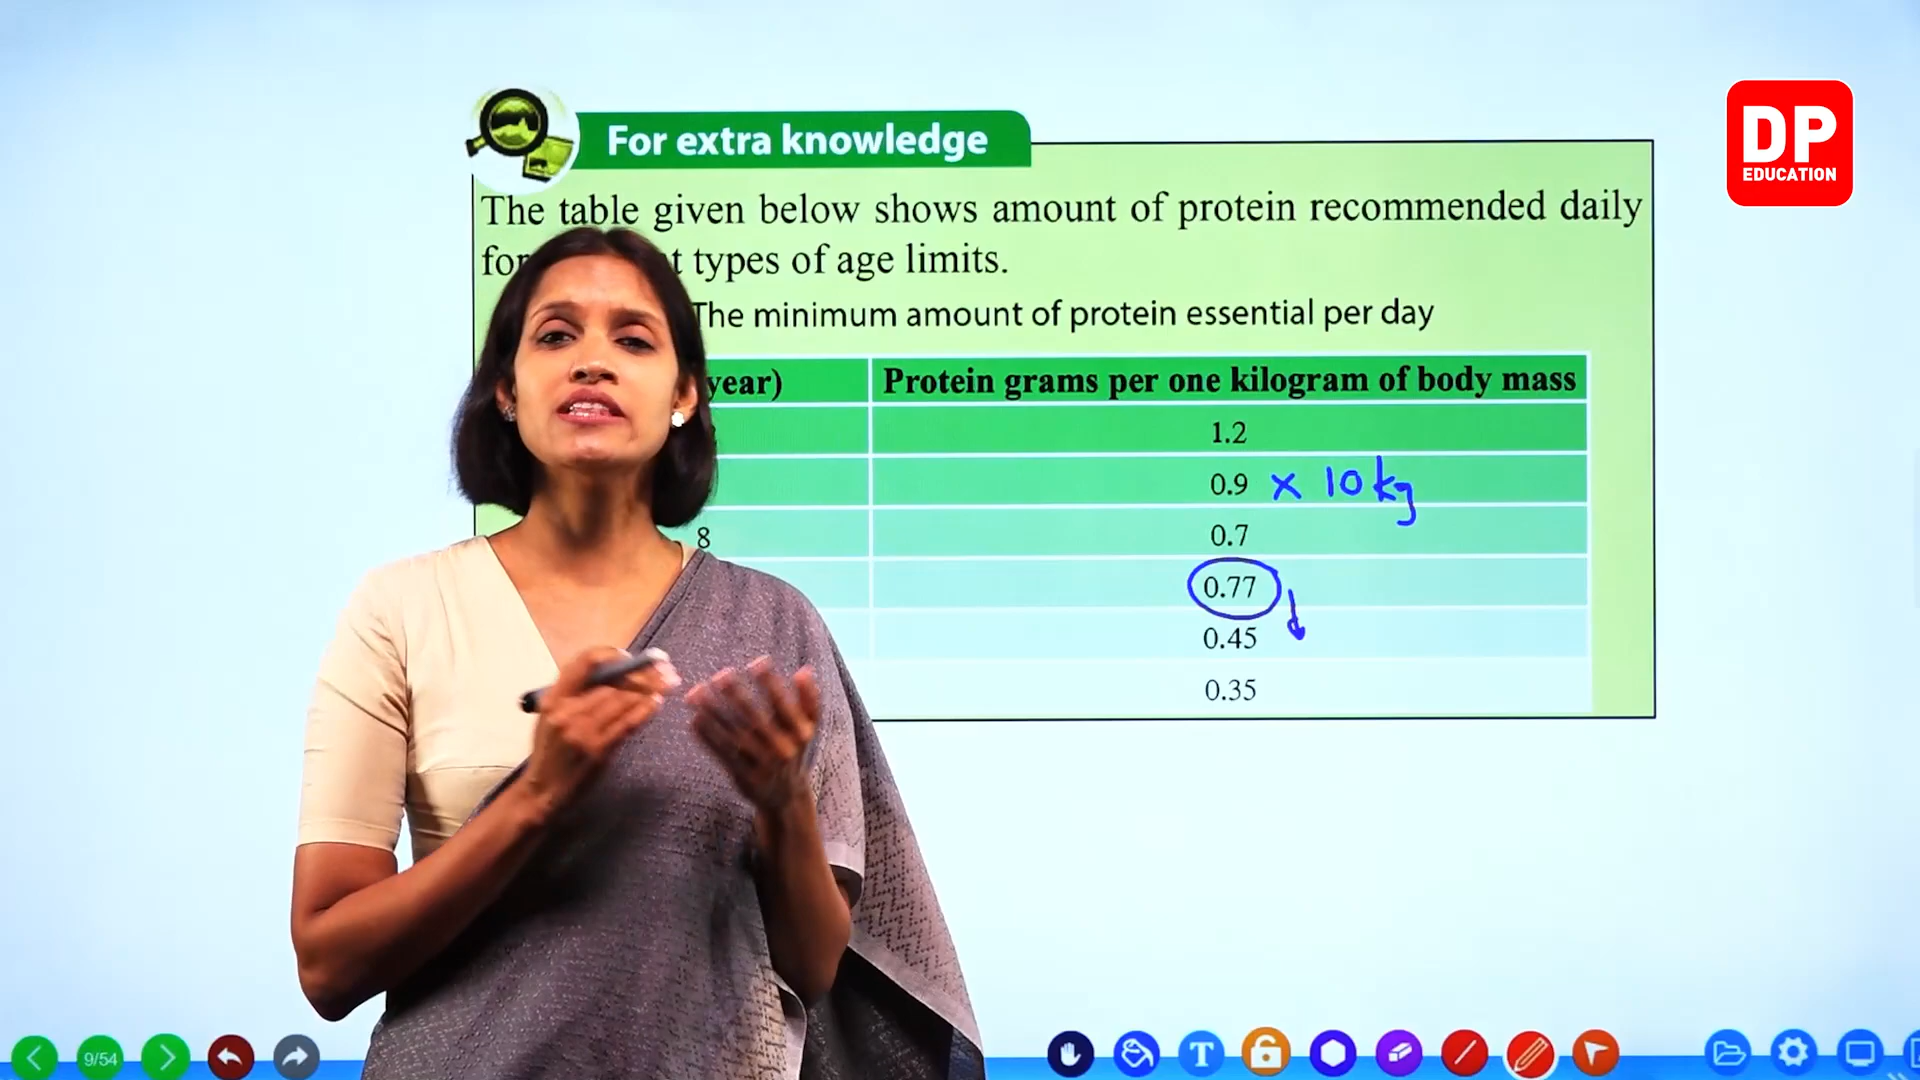 For extra knowledge
DP
EDUCATION
The table given below shows amount of protein recommended daily
types of age limits.
The minimum amount of protein essential per day
year) Protein grams per one kilogram of body mass
1.2
0.9 × 10 kg
8 0.7
0.77
0.45
0.35
9/54
T